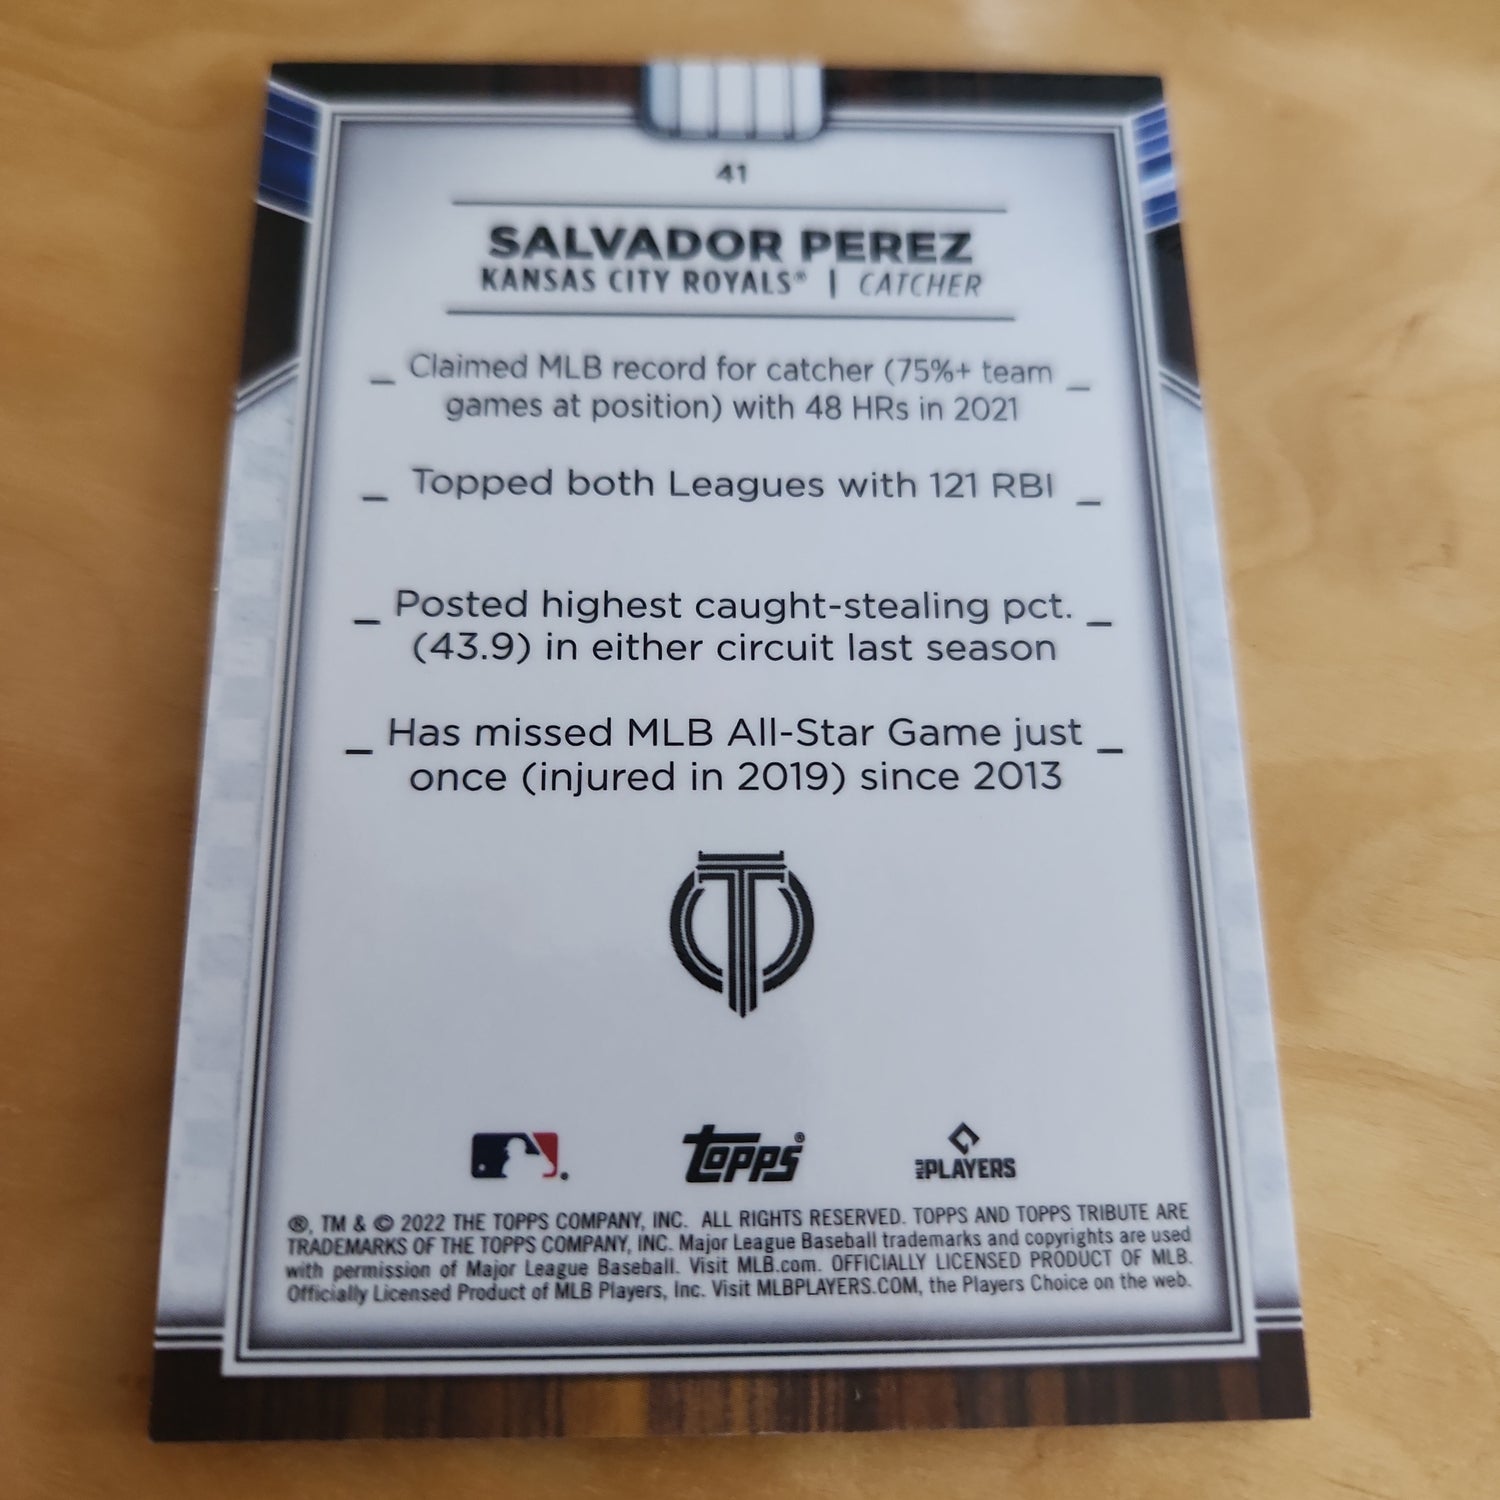 41
SALVADOR PEREZ
KANSAS CITY ROYALS® | CATCHER
_ Claimed MLB record for catcher (75%+ team _
games at position) with 48 HRs in 2021
_ Topped both Leagues with 121 RBI _
_ Posted highest caught-stealing pct. _
(43.9) in either circuit last season
_ Has missed MLB All-Star Game just _
once (injured in 2019) since 2013
T
topps® PLAYERS
®, TM & © 2022 THE TOPPS COMPANY, INC. ALL RIGHTS RESERVED. TOPPS AND TOPPS TRIBUTE ARE
TRADEMARKS OF THE TOPPS COMPANY, INC. Major League Baseball trademarks and copyrights are used
with permission of Major League Baseball. Visit MLB.com. OFFICIALLY LICENSED PRODUCT OF MLB.
Officially Licensed Product of MLB Players, Inc. Visit MLBPLAYERS.COM, the Players Choice on the web.